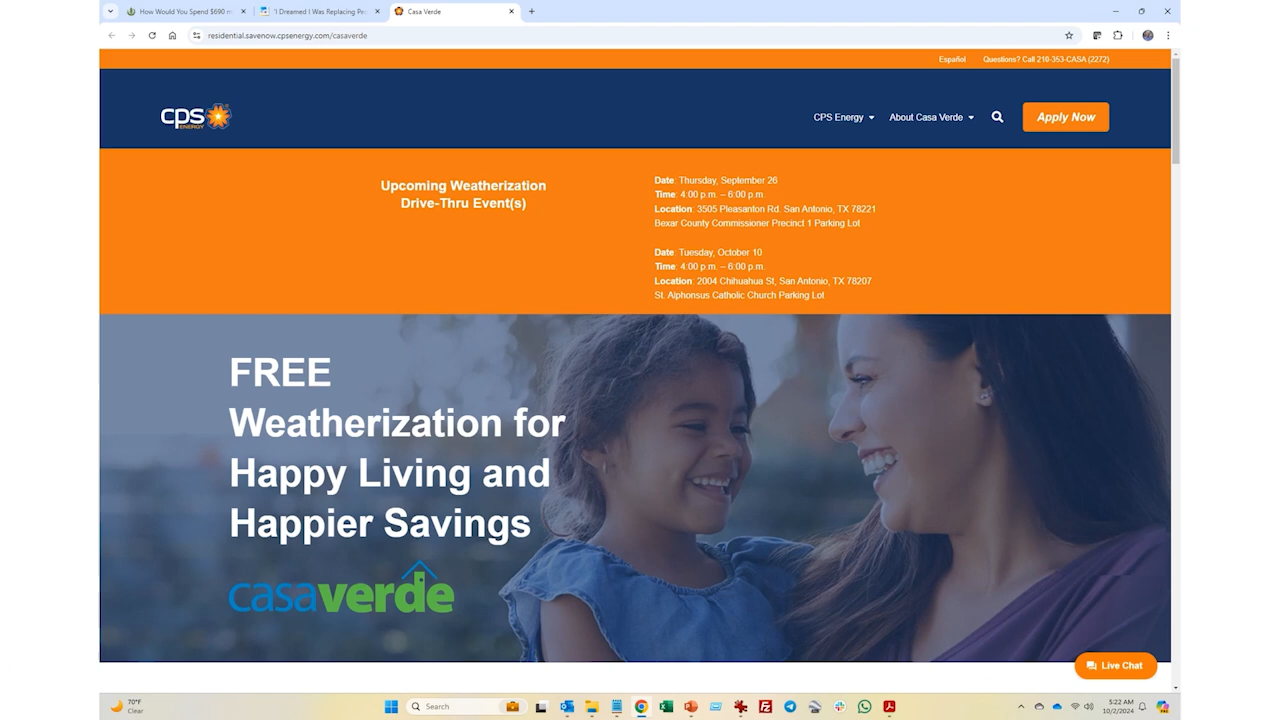 How Would You Spend $690 m
"I Dreamed I Was Replacing Pe
Casa Verde
residential.savenow.cpsenergy.com/casaverde
Español
Questions? Call 210-353-CASA (2272)
cps
ENERGY
CPS Energy
About Casa Verde
Apply Now
Upcoming Weatherization
Drive-Thru Event(s)
Date: Thursday, September 26
Time: 4:00 p.m. – 6:00 p.m.
Location: 3505 Pleasanton Rd. San Antonio, TX 78221
Bexar County Commissioner Precinct 1 Parking Lot
Date: Tuesday, October 10
Time: 4:00 p.m. – 6:00 p.m.
Location: 2004 Chihuahua St, San Antonio, TX 78207
St. Alphonsus Catholic Church Parking Lot
FREE
Weatherization for
Happy Living and
Happier Savings
casaverde
Live Chat
70°F
Clear
Search
5:22 AM
10/2/2024